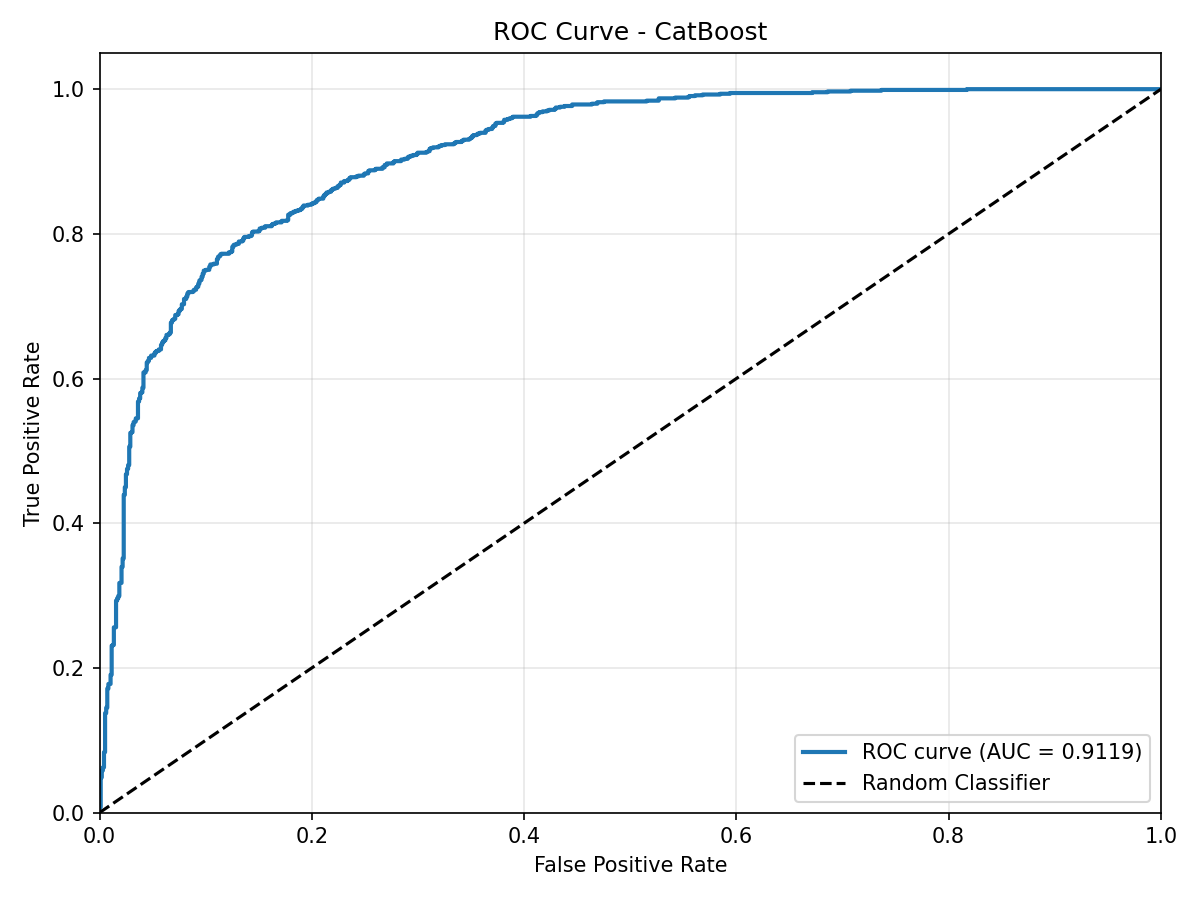 ROC Curve - CatBoost
True Positive Rate
1.0
0.8
0.6
0.4
0.2
0.0
0.0 0.2 0.4 0.6 0.8 1.0
False Positive Rate
ROC curve (AUC = 0.9119)
Random Classifier